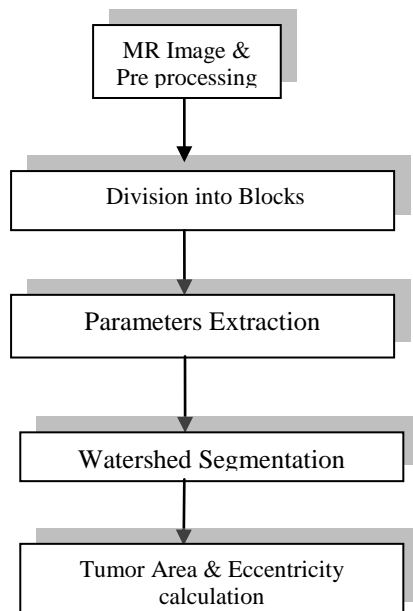 MR Image &
Pre processing
Division into Blocks
Parameters Extraction
Watershed Segmentation
Tumor Area & Eccentricity
calculation